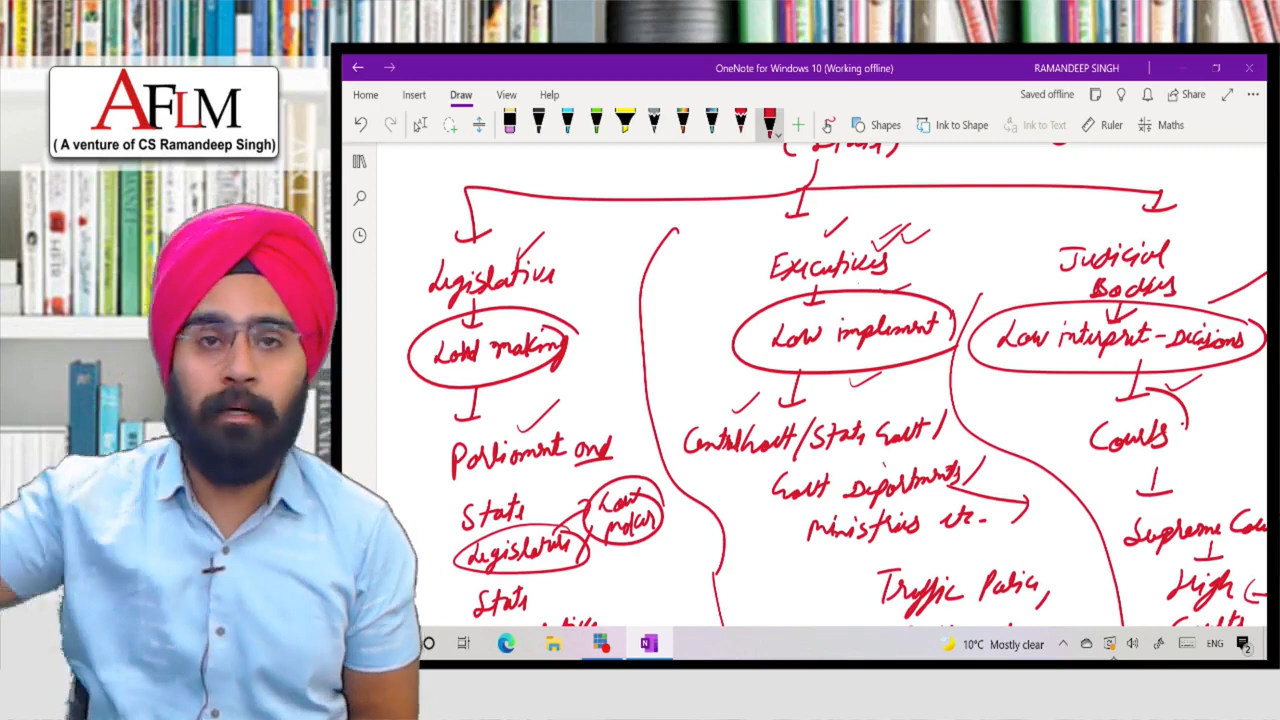 AFLM
( A venture of CS Ramandeep Singh)
OneNote for Windows 10 (Working offline)
RAMANDEEP SINGH
Home Insert Draw View Help
Saved offline
Share
Shapes
Ink to Shape
Ink to Text
Ruler
Maths
Legislative
Law making
Parliament and
State
Legislature
Law
maker
State
Executives
Law implement
Central Govt / State Govt /
Govt Departments /
ministries etc.
Traffic Police,
Judicial
Bodies
Law interpret - Decisions
Courts
Supreme Cou
High
10°C Mostly clear
ENG
2